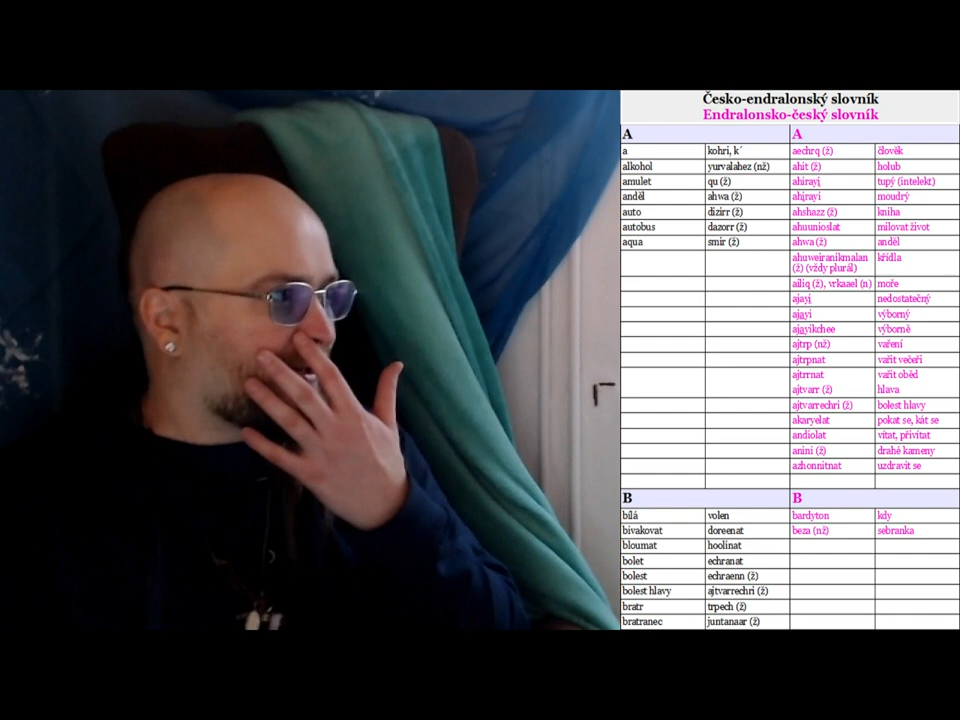 Česko-endralonský slovník
Endralonsko-český slovník
A A
a kohri, k´ aechrq (ž) člověk
alkohol yurvalahez (nž) ahit (ž) holub
amulet qu (ž) ahirayi tupý (intelekt)
anděl ahwa (ž) ahirayi moudrý
auto dizirr (ž) ahshazz (ž) kniha
autobus dazorr (ž) ahuunioslat milovat život
aqua smir (ž) ahwa (ž) anděl
ahuweiranikmalan křídla
(ž) (vždy plurál)
ailiq (ž), vrkaael (n) moře
ajayi nedostatečný
ajayi výborný
ajayikchee výborně
ajtrp (nž) vaření
ajtrpnat vařit večeři
ajtrrnat vařit oběd
ajtvarr (ž) hlava
ajtvarrechri (ž) bolest hlavy
akaryelat pokat se, kát se
andiolat vítat, přivítat
anini (ž) drahé kameny
azhonnitnat uzdravit se
B B
bílá volen bardyton kdy
bivakovat doreenat beza (nž) sebranka
bloumat hoolinat
bolet echranat
bolest echraenn (ž)
bolest hlavy ajtvarrechri (ž)
bratr trpech (ž)
bratranec juntanaar (ž)